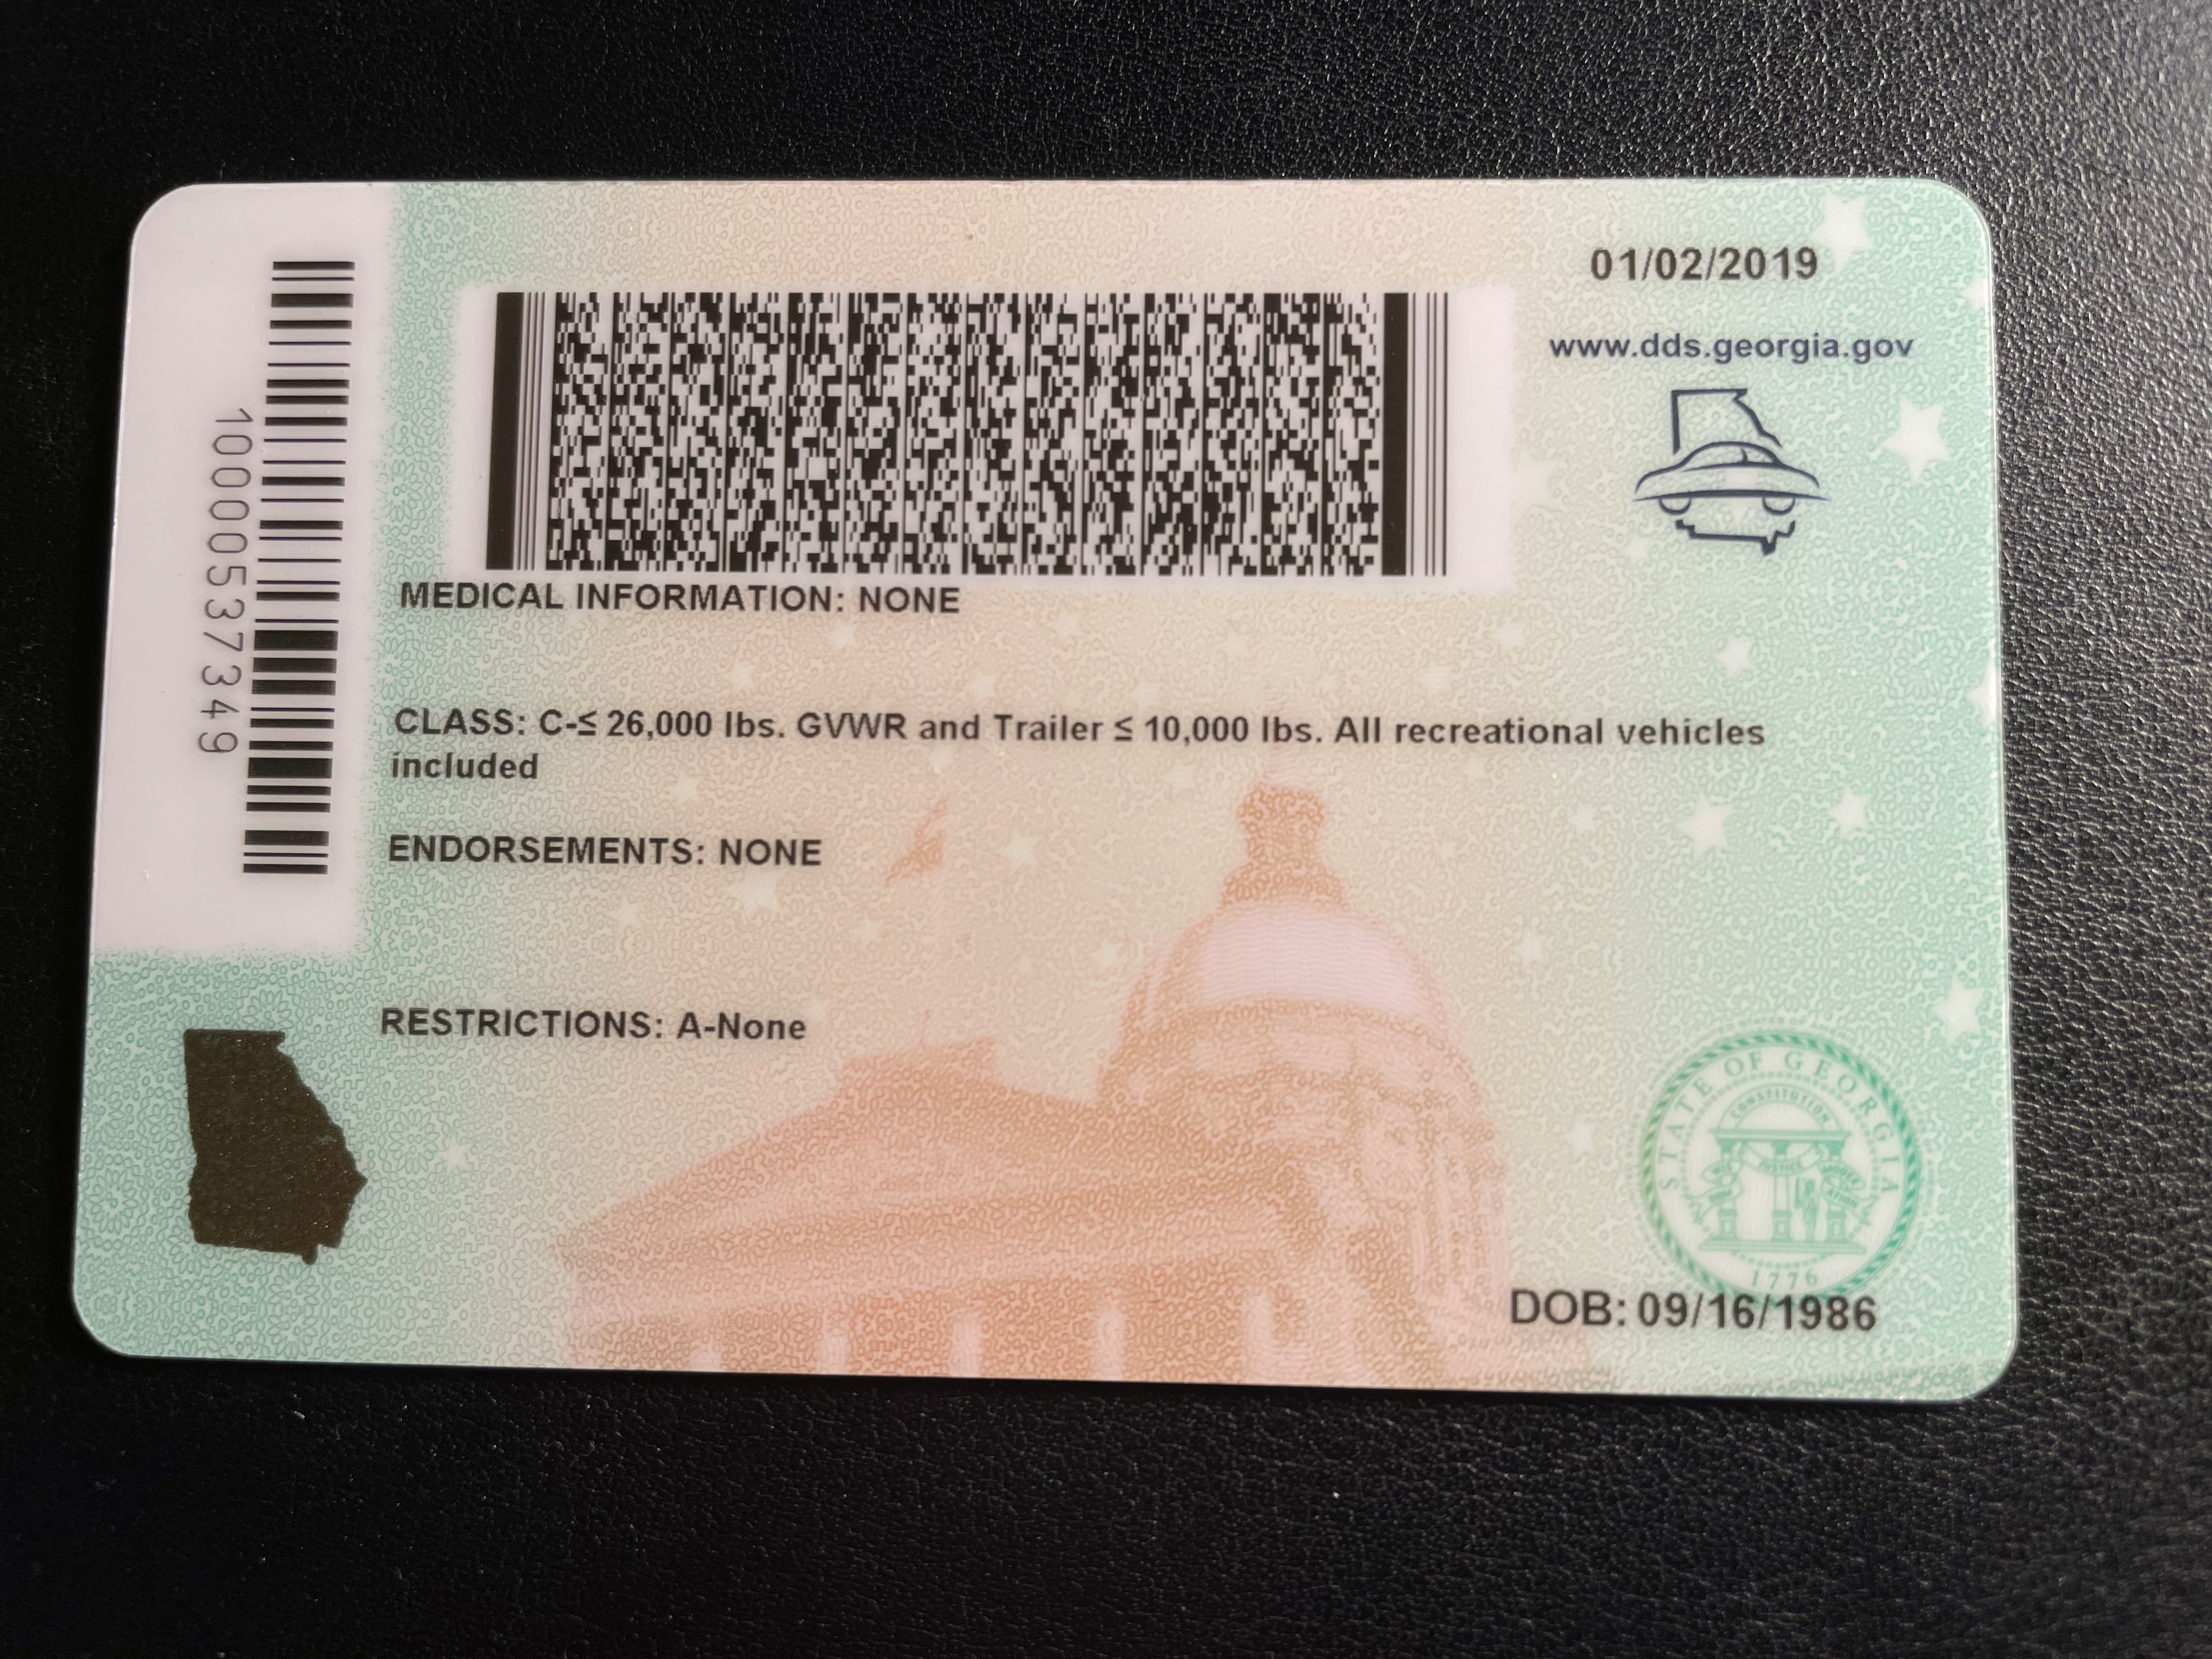 01/02/2019
www.dds.georgia.gov
10000537349
MEDICAL INFORMATION: NONE
CLASS: C-≤ 26,000 lbs. GVWR and Trailer ≤ 10,000 lbs. All recreational vehicles
included
ENDORSEMENTS: NONE
RESTRICTIONS: A-None
STATE OF GEORGIA
CONSTITUTION
JUSTICE
1776
DOB: 09/16/1986